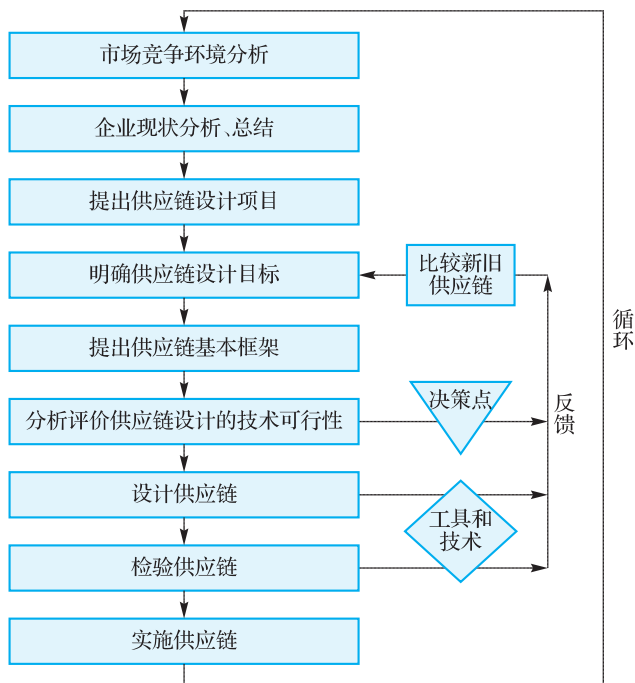 市场竞争环境分析
企业现状分析、总结
提出供应链设计项目
明确供应链设计目标
比较新旧
供应链
提出供应链基本框架
分析评价供应链设计的技术可行性
决策点
设计供应链
工具和
技术
检验供应链
实施供应链
反
馈
循
环